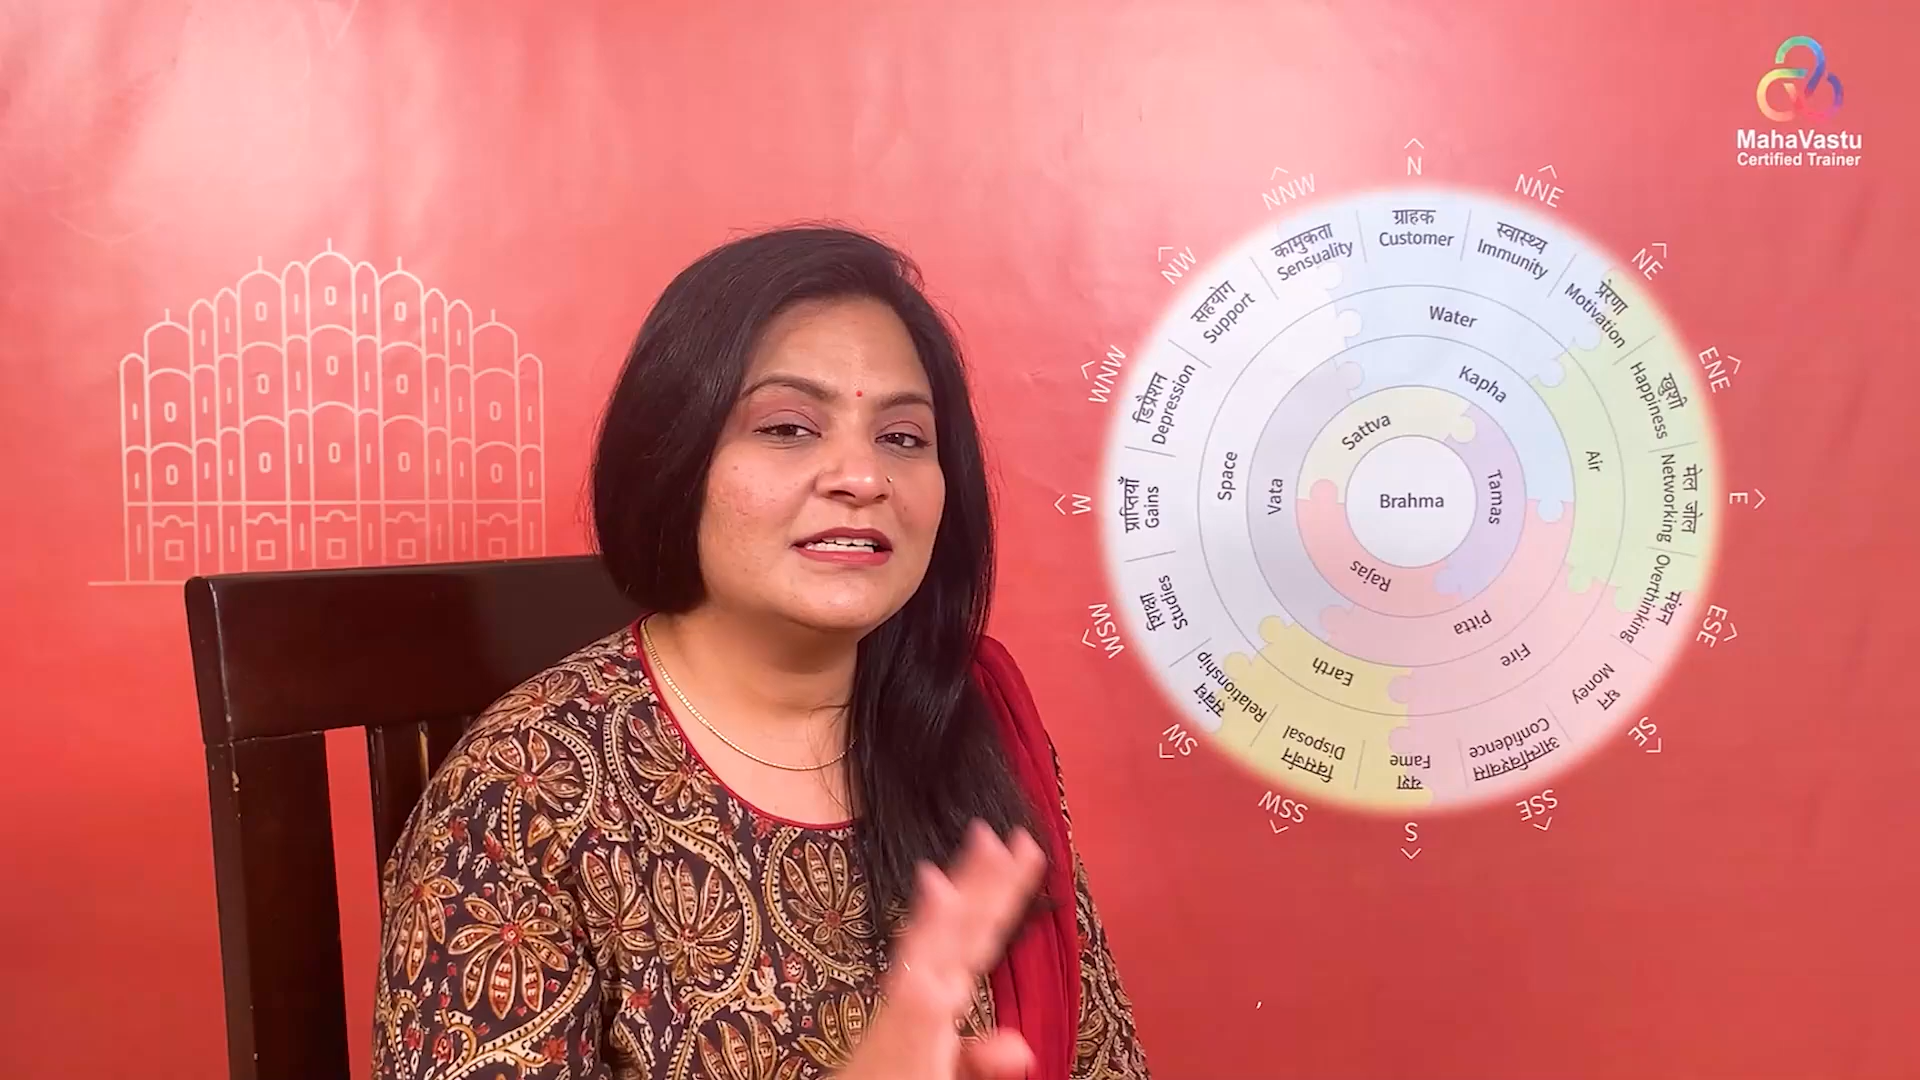 MahaVastu
Certified Trainer
N
NNE
NE
ENE
E
ESE
SE
SSE
S
SSW
SW
WSW
W
WNW
NW
NNW
ग्राहक
Customer
स्वास्थ्य
Immunity
प्रेरणा
Motivation
खुशी
Happiness
मेल जोल
Networking
मंथन
Overthinking
धन
Money
आत्मविश्वास
Confidence
यश
Fame
विसर्जन
Disposal
सम्बंध
Relationship
शिक्षा
Studies
प्राप्तियाँ
Gains
डिप्रैशन
Depression
सहयोग
Support
कामुकता
Sensuality
Water
Air
Fire
Earth
Space
Kapha
Pitta
Vata
Sattva
Tamas
Rajas
Brahma